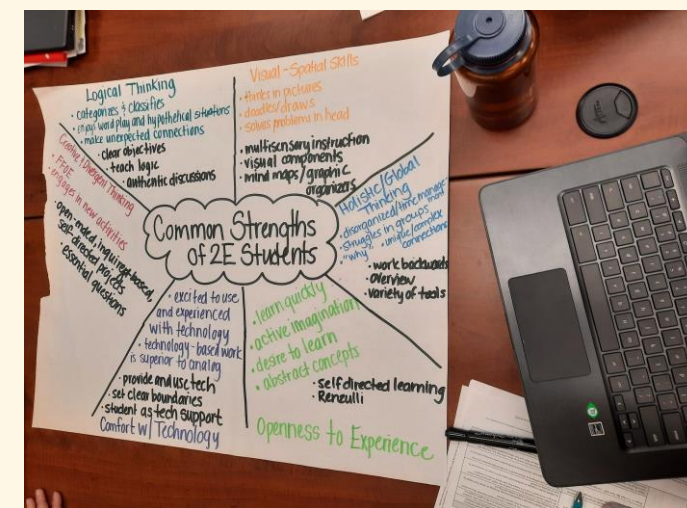 Logical Thinking
• categorizes & classifies
• enjoys word play and hypothetical situations
• make unexpected connections
• clear objectives
• teach logic
• authentic discussions
Visual-Spatial Skills
• thinks in pictures
• doodles/draws
• solves problems in head
• multisensory instruction
• visual components
• mind maps/graphic
organizers
Creative & Divergent Thinking
• FFOE
• engages in new activities
• open-ended, inquiry-based,
self-directed projects
• essential questions
Common Strengths
of 2E Students
Holistic/Global
Thinking
• disorganized/time manage-
ment
• struggles in groups
• "why"
• unique/complex
connections
• work backwards
• overview
• variety of tools
• excited to use
and experienced
with technology
• technology-based work
is superior to analog
• provide and use tech
• set clear boundaries
• student as tech support
Comfort w/ Technology
• learn quickly
• active imagination
• desire to learn
• abstract concepts
• self directed learning
• Renzulli
Openness to Experience